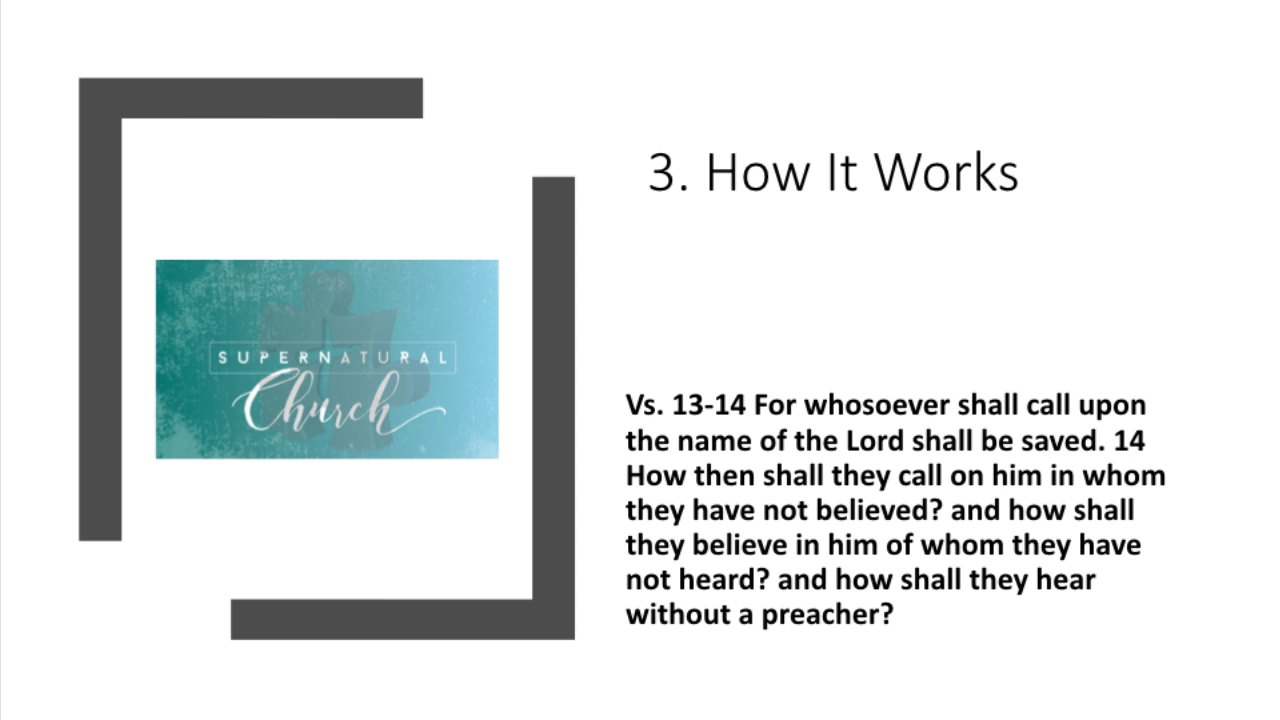 3. How It Works
SUPERNATURAL
Church
Vs. 13-14 For whosoever shall call upon
the name of the Lord shall be saved. 14
How then shall they call on him in whom
they have not believed? and how shall
they believe in him of whom they have
not heard? and how shall they hear
without a preacher?